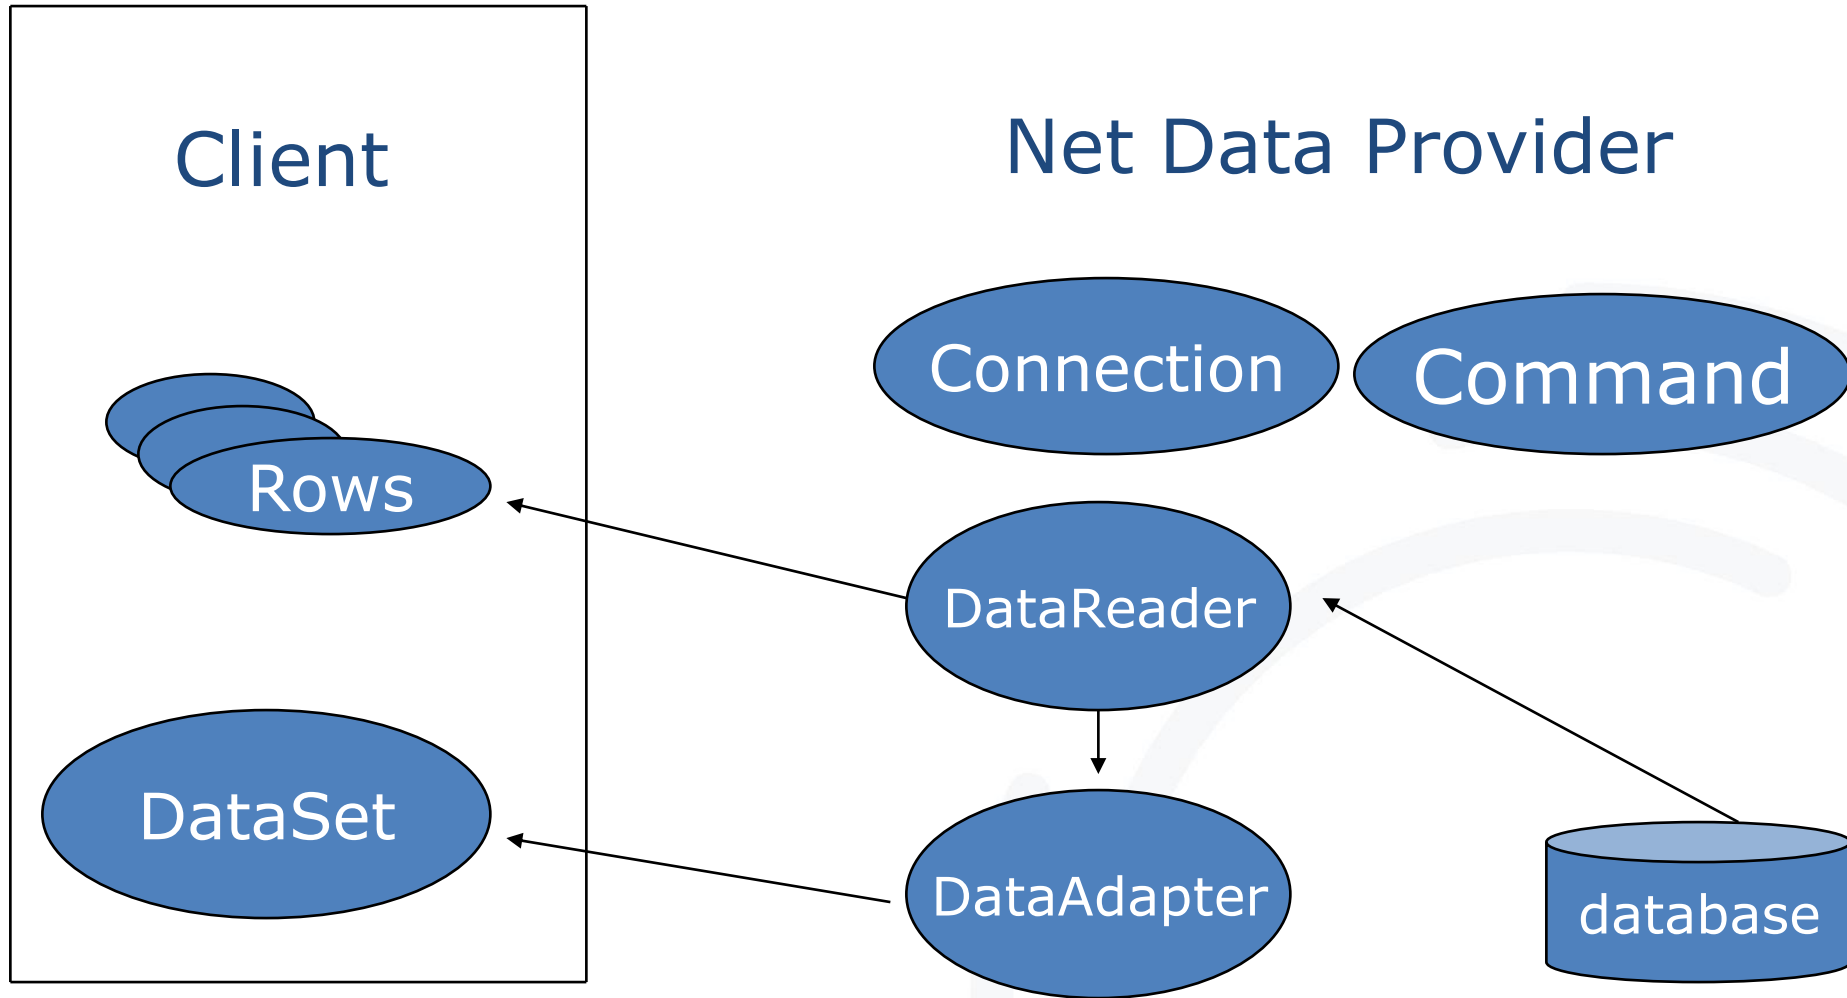 Client
Net Data Provider
Connection
Command
Rows
DataReader
DataSet
DataAdapter
database